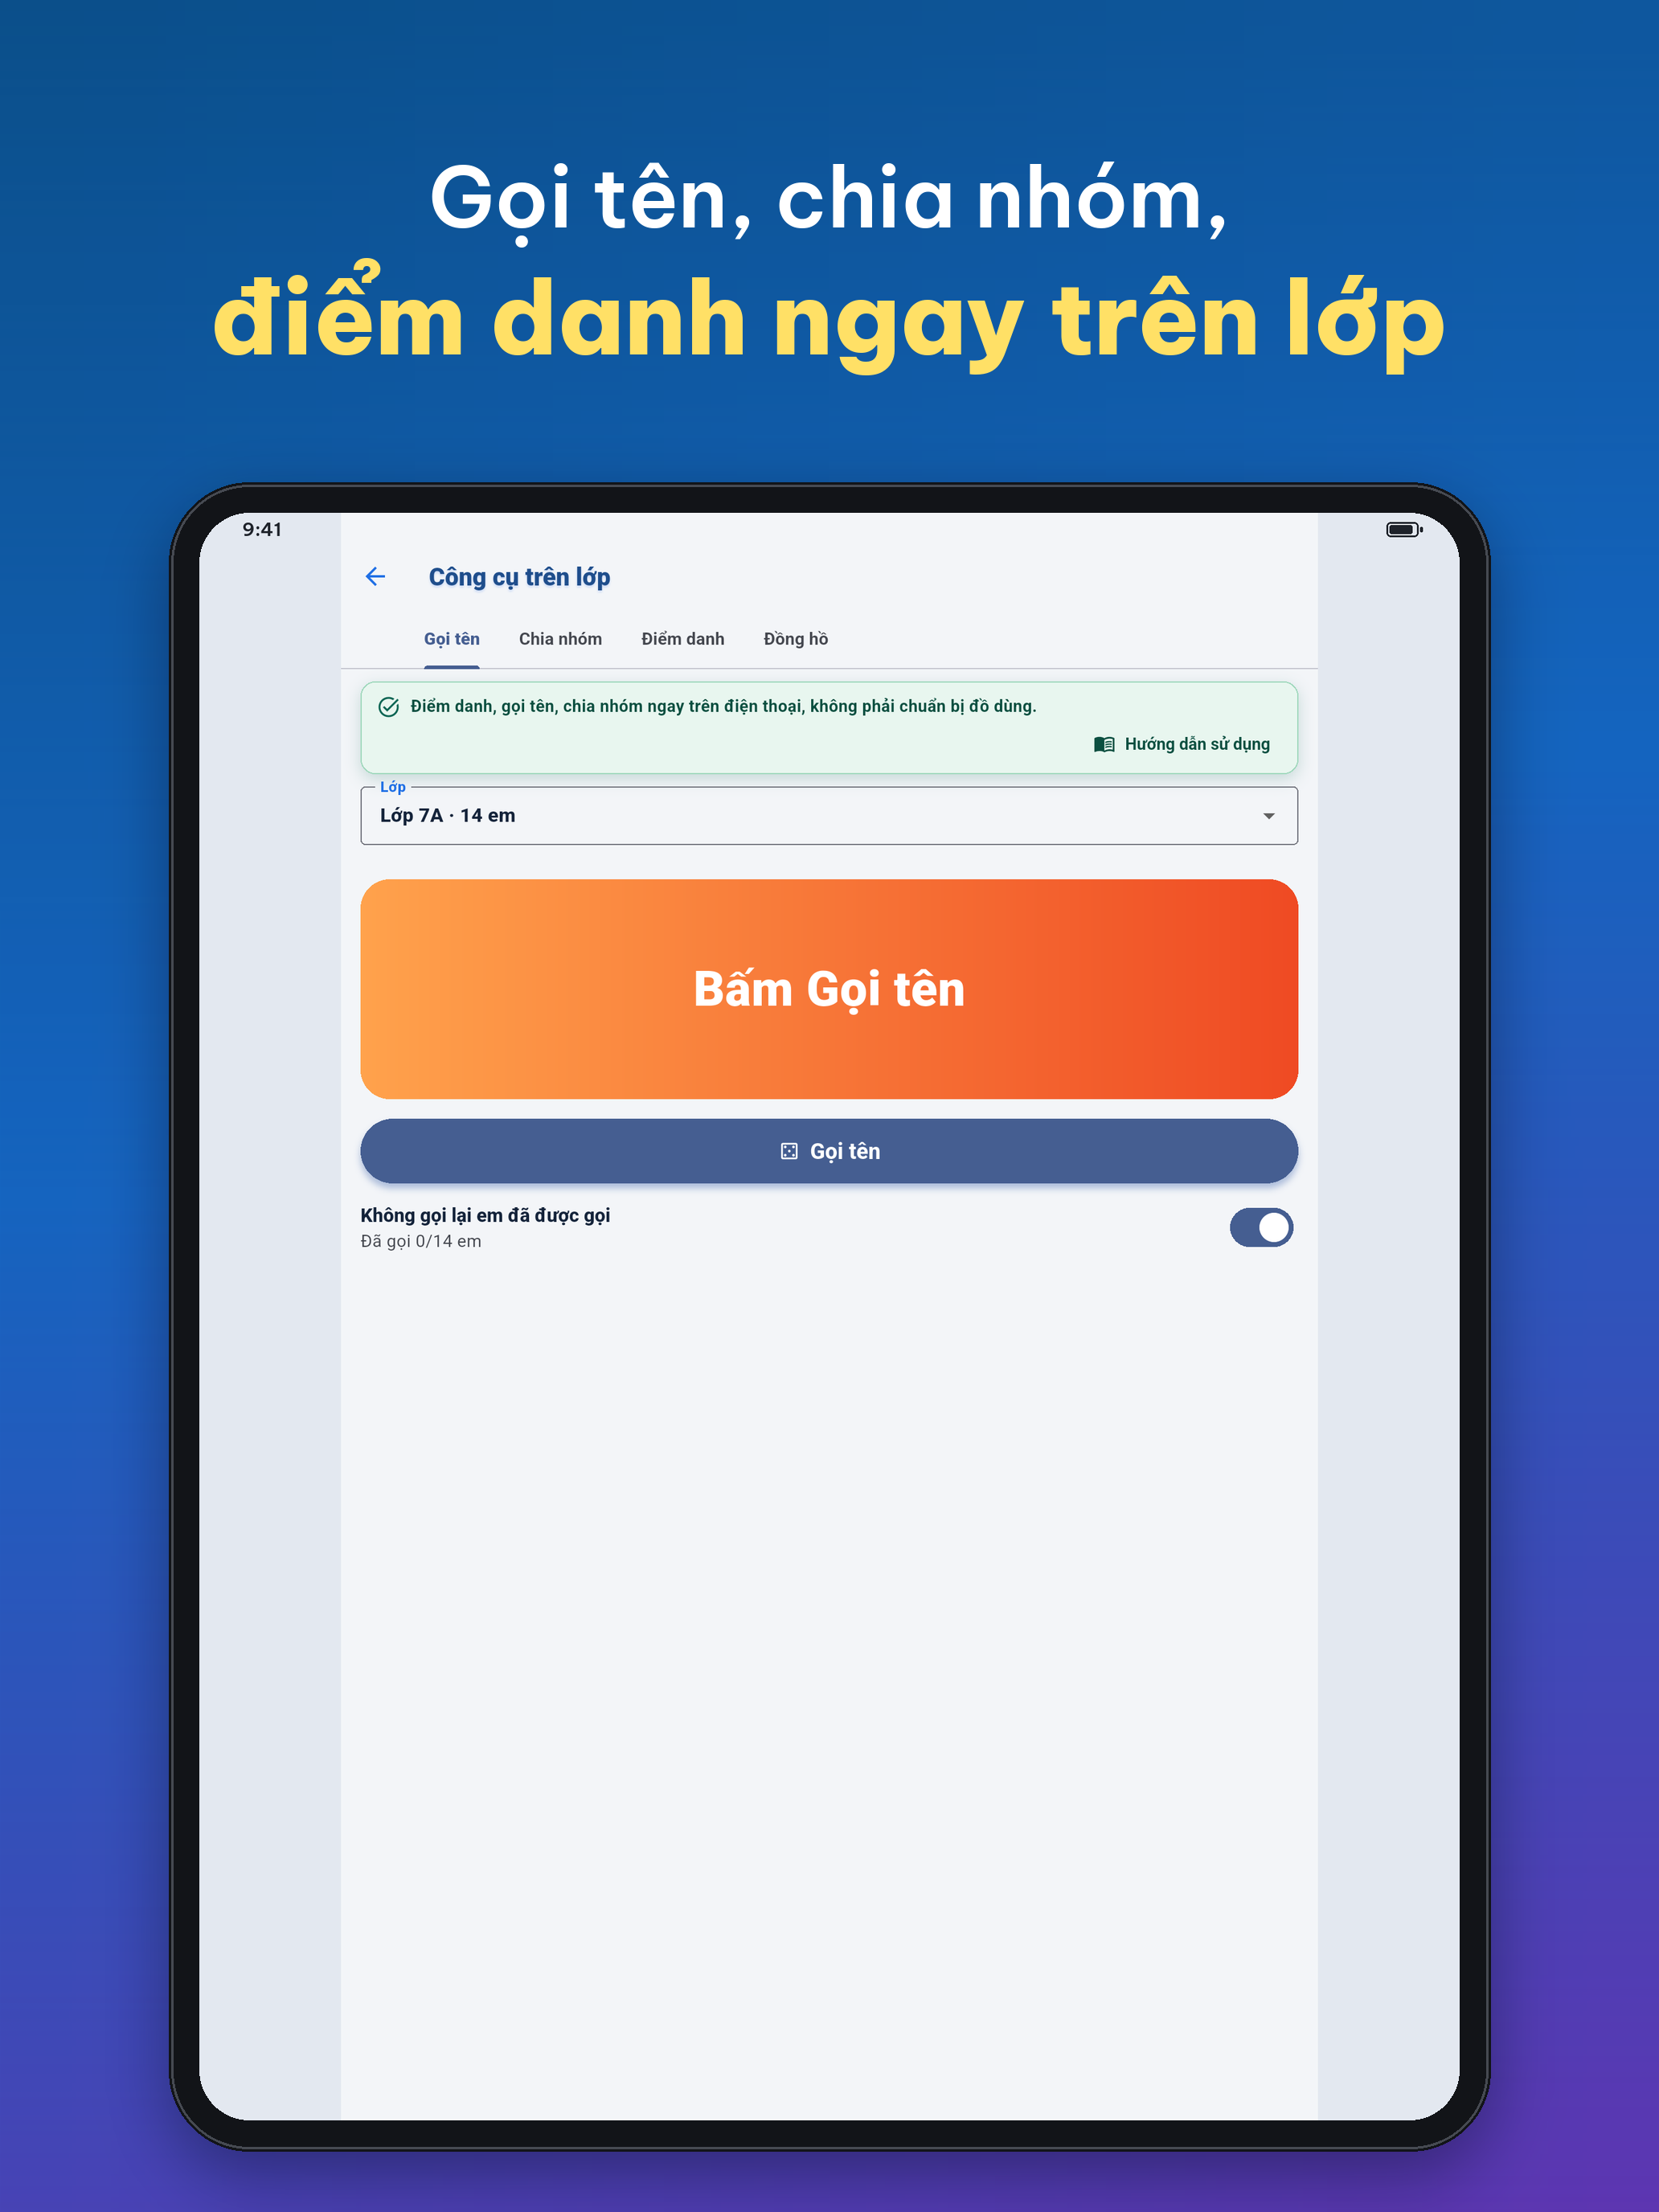 Gọi tên, chia nhóm,
điểm danh ngay trên lớp
9:41
Công cụ trên lớp
Gọi tên
Chia nhóm
Điểm danh
Đồng hồ
Điểm danh, gọi tên, chia nhóm ngay trên điện thoại, không phải chuẩn bị đồ dùng.
Hướng dẫn sử dụng
Lớp
Lớp 7A · 14 em
Bấm Gọi tên
Gọi tên
Không gọi lại em đã được gọi
Đã gọi 0/14 em